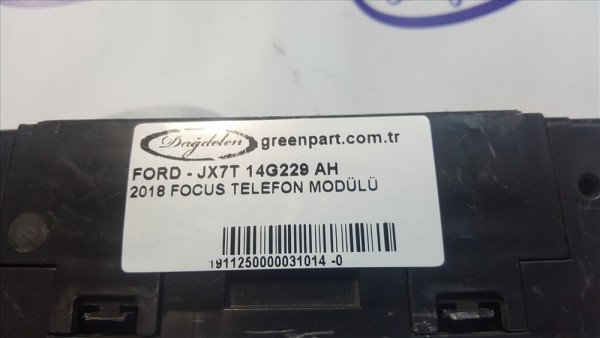 Dağdelen greenpart.com.tr
FORD - JX7T 14G229 AH
2018 FOCUS TELEFON MODÜLÜ
1911250000031014 -0